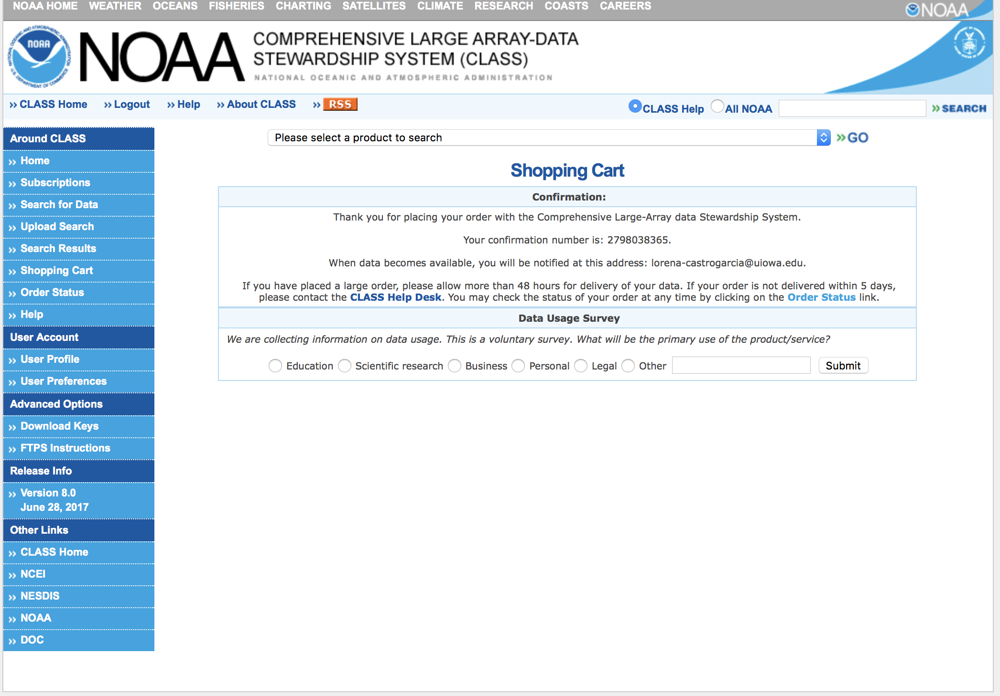 NOAA HOME WEATHER OCEANS FISHERIES CHARTING SATELLITES CLIMATE RESEARCH COASTS CAREERS
NOAA
NOAA
NOAA
COMPREHENSIVE LARGE ARRAY-DATA
STEWARDSHIP SYSTEM (CLASS)
NATIONAL OCEANIC AND ATMOSPHERIC ADMINISTRATION
» CLASS Home » Logout » Help » About CLASS » RSS
CLASS Help All NOAA » SEARCH
Please select a product to search » GO
Around CLASS
» Home
» Subscriptions
» Search for Data
» Upload Search
» Search Results
» Shopping Cart
» Order Status
» Help
User Account
» User Profile
» User Preferences
Advanced Options
» Download Keys
» FTPS Instructions
Release Info
» Version 8.0
June 28, 2017
Other Links
» CLASS Home
» NCEI
» NESDIS
» NOAA
» DOC
Shopping Cart
Confirmation:
Thank you for placing your order with the Comprehensive Large-Array data Stewardship System.
Your confirmation number is: 2798038365.
When data becomes available, you will be notified at this address: lorena-castrogarcia@uiowa.edu.
If you have placed a large order, please allow more than 48 hours for delivery of your data. If your order is not delivered within 5 days,
please contact the CLASS Help Desk. You may check the status of your order at any time by clicking on the Order Status link.
Data Usage Survey
We are collecting information on data usage. This is a voluntary survey. What will be the primary use of the product/service?
Education Scientific research Business Personal Legal Other Submit